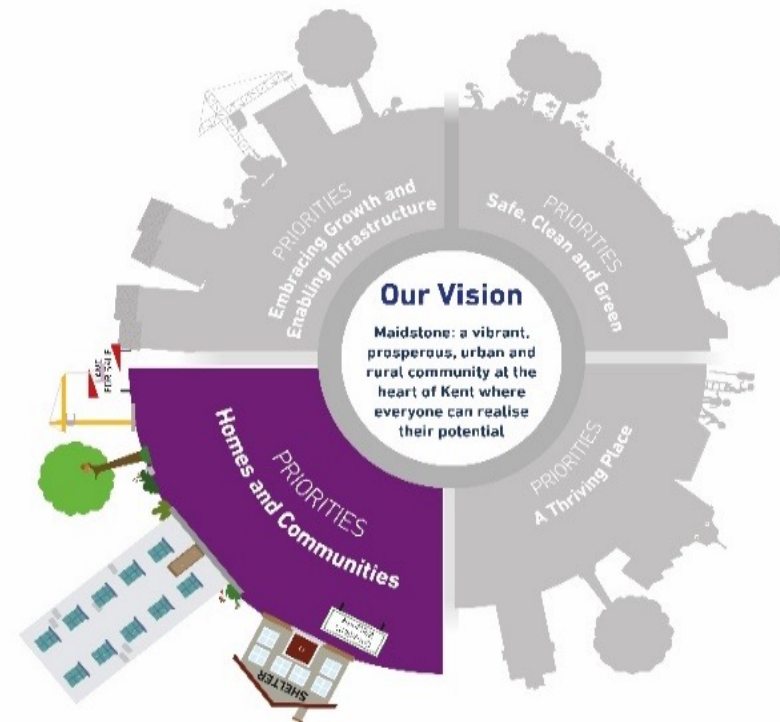 PRIORITIES
Embracing Growth and
Enabling Infrastructure
PRIORITIES
Safe, Clean and Green
Our Vision
Maidstone: a vibrant,
prosperous, urban and
rural community at the
heart of Kent where
everyone can realise
their potential
FOR SALE
PRIORITIES
Homes and Communities
PRIORITIES
A Thriving Place
SHELTER